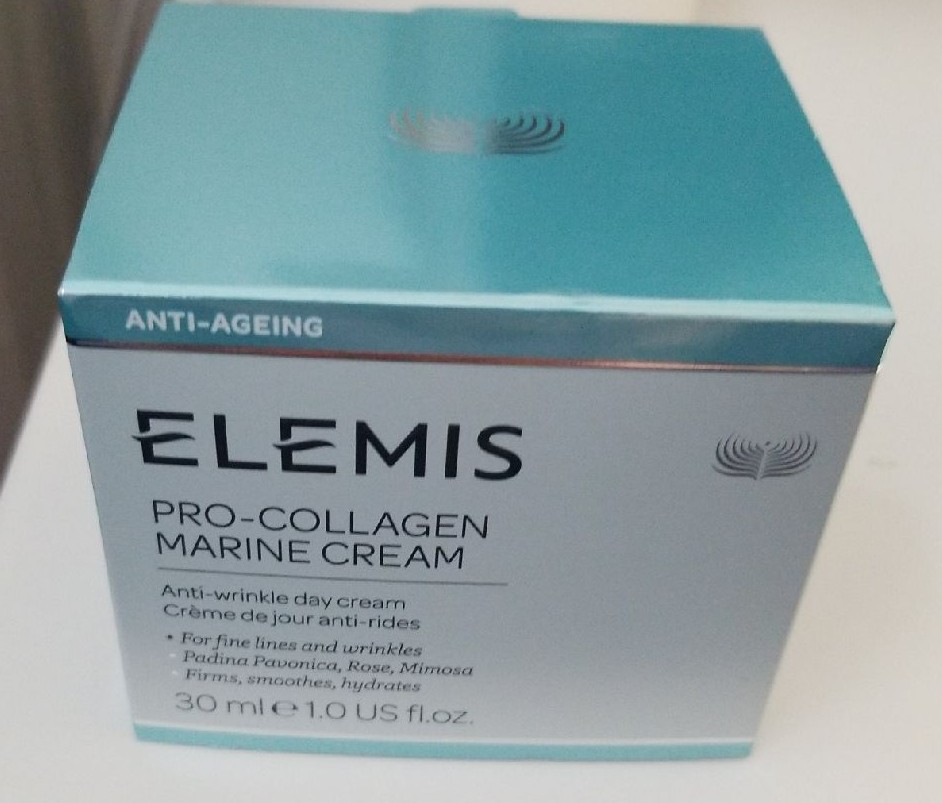 ANTI-AGEING
ELEMIS
PRO-COLLAGEN
MARINE CREAM
Anti-wrinkle day cream
Crème de jour anti-rides
• For fine lines and wrinkles
• Padina Pavonica, Rose, Mimosa
• Firms, smoothes, hydrates
30 ml ℮ 1.0 US fl.oz.